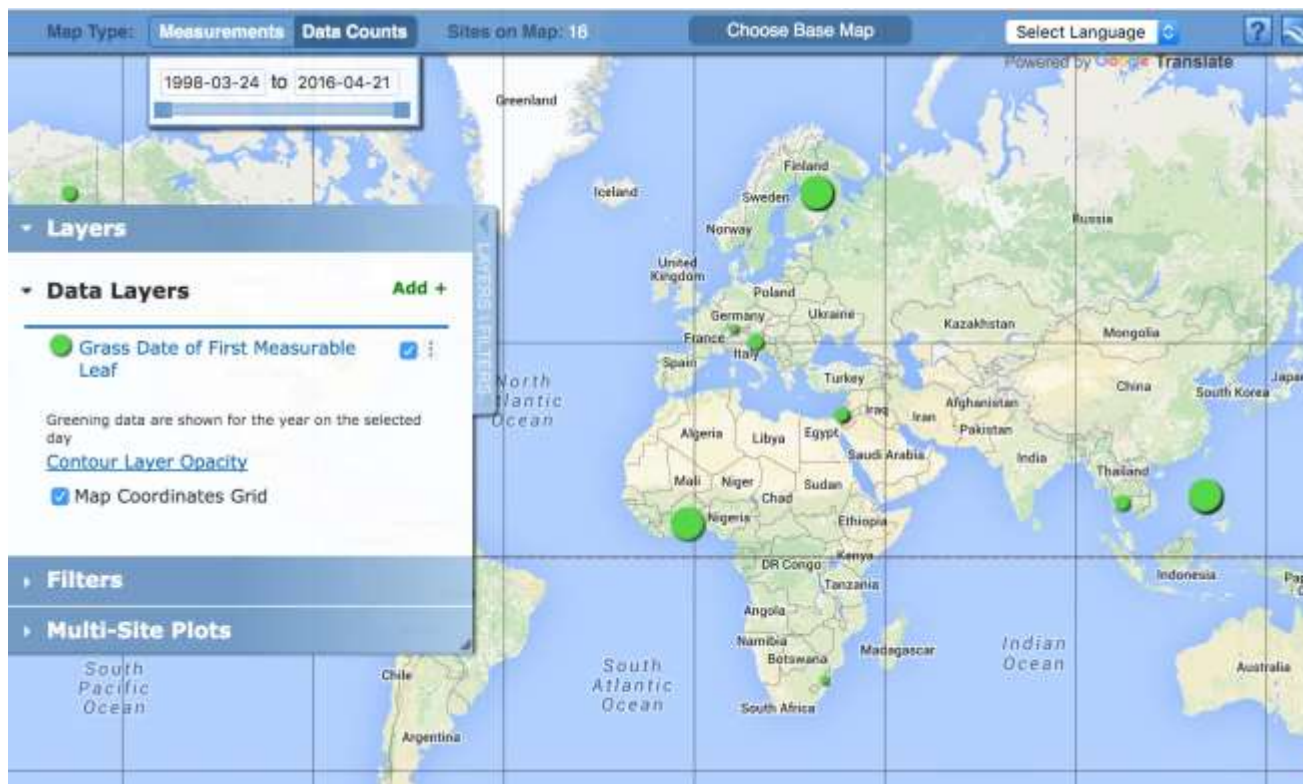 Map Type: Measurements Data Counts Sites on Map: 16 Choose Base Map Select Language ?
Powered by Google Translate
1998-03-24 to 2016-04-21
Layers
Data Layers Add +
Grass Date of First Measurable
Leaf
Greening data are shown for the year on the selected
day
Contour Layer Opacity
Map Coordinates Grid
Filters
Multi-Site Plots
LAYERS | FILTERS
Greenland
Iceland
Finland
Sweden
Norway
Russia
United
Kingdom
Poland
Germany
Ukraine
France
Kazakhstan
Mongolia
Italy
Spain
Turkey
China
South Korea
Japan
North
Atlantic
Ocean
Iraq
Iran
Afghanistan
Pakistan
Algeria
Libya
Egypt
Saudi Arabia
India
Thailand
Mali
Niger
Chad
Sudan
Nigeria
Ethiopia
DR Congo
Kenya
Tanzania
Indonesia
Angola
Namibia
Botswana
Madagascar
Indian
Ocean
Australia
South
Pacific
Ocean
Chile
South
Atlantic
Ocean
South Africa
Argentina